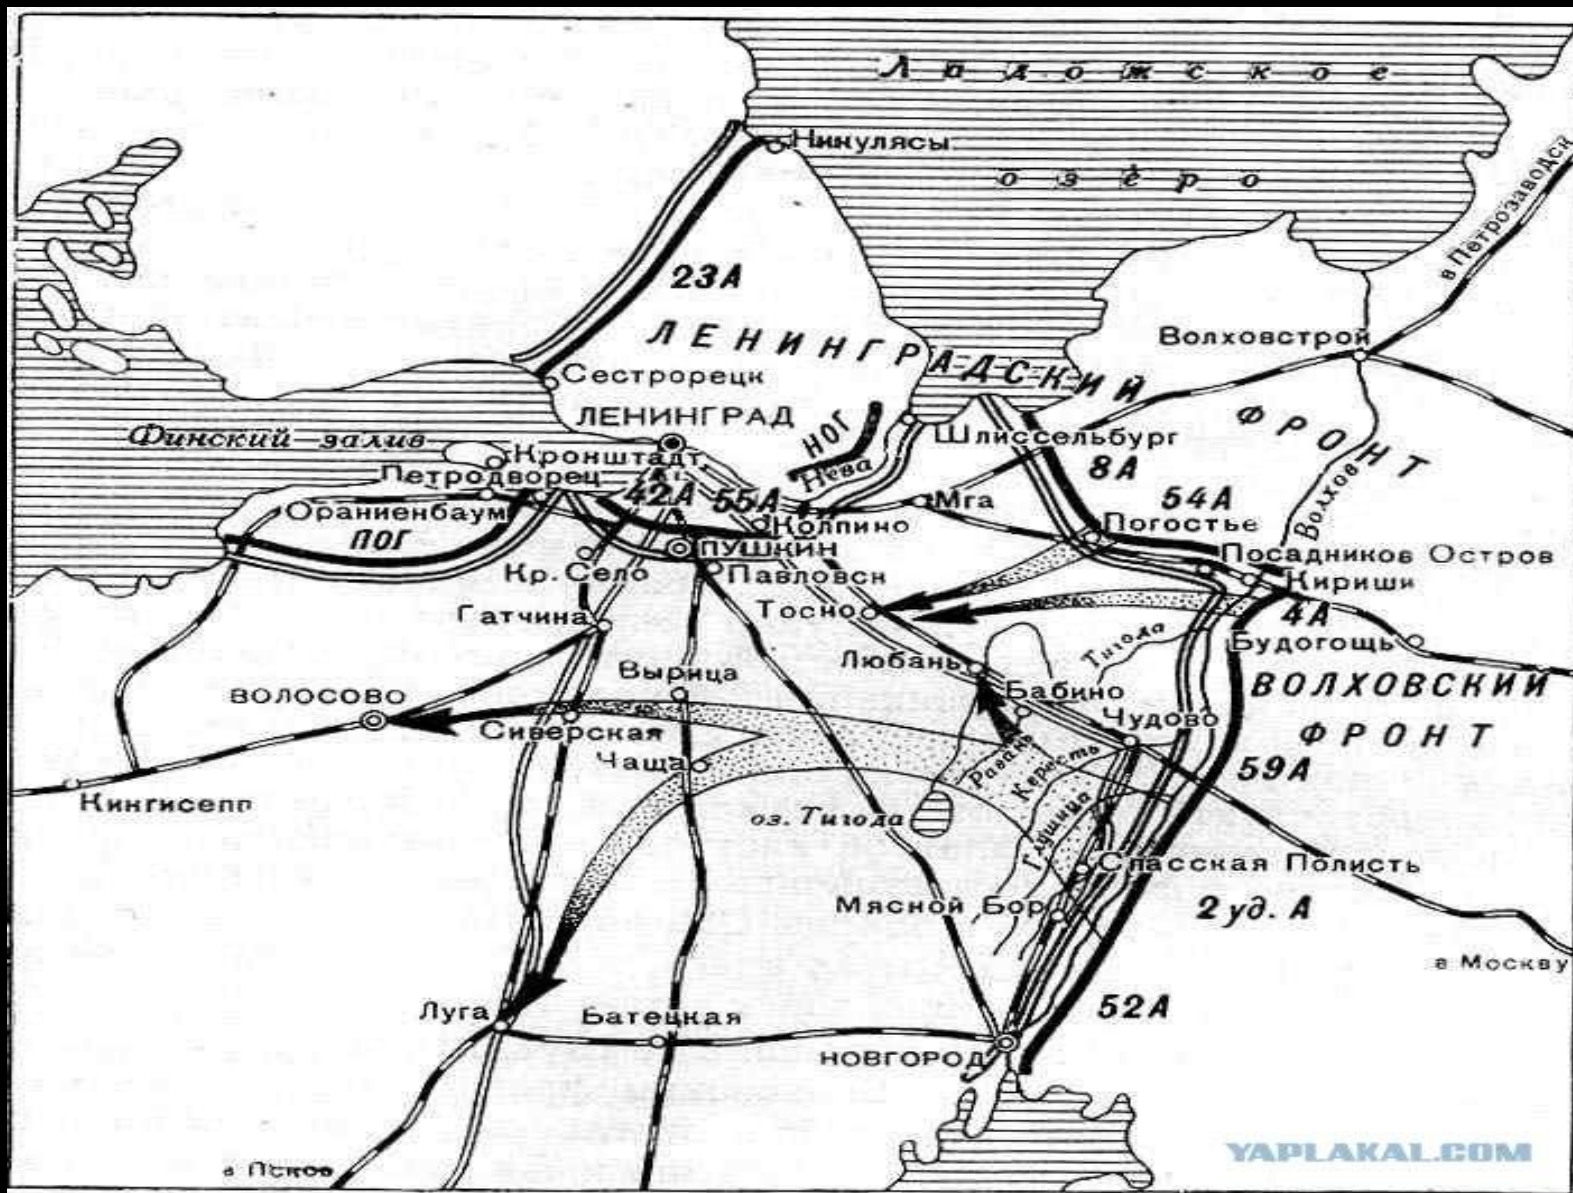 Ладожское
озеро
Никулясы
в Петрозаводск
23А
ЛЕНИНГРАДСКИЙ
ФРОНТ
Волховстрой
Сестрорецк
ЛЕНИНГРАД
НОГ
Нева
Шлиссельбург
Финский залив
Кронштадт
Петродворец
42А
55А
8А
54А
Волхов
Мга
Ораниенбаум
ПОГ
Колпино
Погостье
ПУШКИН
Посадников Остров
Кр. Село
Павловск
Кириши
Гатчина
Тосно
4А
Тигода
Будогощь
Любань
Вырица
Бабино
ВОЛХОВСКИЙ
ФРОНТ
ВОЛОСОВО
Сиверская
Чудово
Чаща
Равань
Кересть
59А
Кингисепп
оз. Тигода
Глушица
Спасская Полисть
Мясной Бор
2 уд. А
в Москву
Луга
Батецкая
52А
НОВГОРОД
в Псков
YAPLAKAL.COM